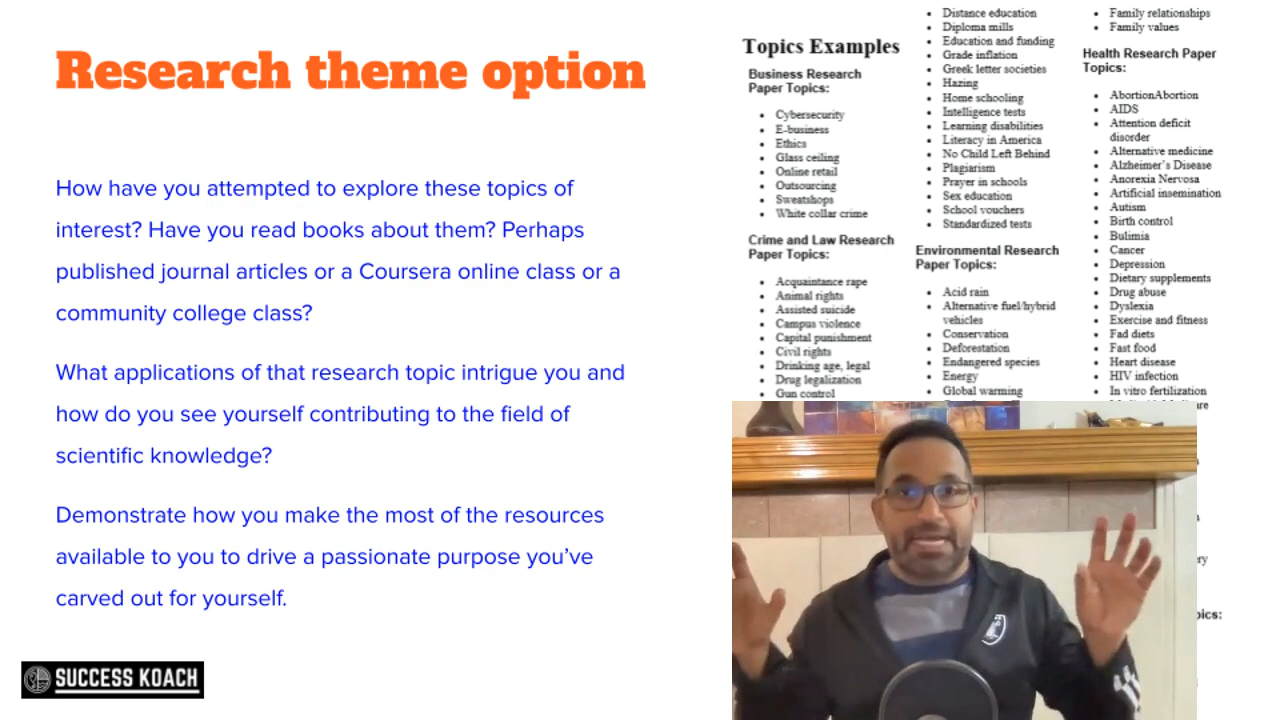 Research theme option
How have you attempted to explore these topics of
interest? Have you read books about them? Perhaps
published journal articles or a Coursera online class or a
community college class?
What applications of that research topic intrigue you and
how do you see yourself contributing to the field of
scientific knowledge?
Demonstrate how you make the most of the resources
available to you to drive a passionate purpose you’ve
carved out for yourself.
SUCCESS KOACH
Topics Examples
Business Research
Paper Topics:
Cybersecurity
E-business
Ethics
Glass ceiling
Online retail
Outsourcing
Sweatshops
White collar crime
Crime and Law Research
Paper Topics:
Acquaintance rape
Animal rights
Assisted suicide
Campus violence
Capital punishment
Civil rights
Drinking age, legal
Drug legalization
Gun control
Distance education
Diploma mills
Education and funding
Grade inflation
Greek letter societies
Hazing
Home schooling
Intelligence tests
Learning disabilities
Literacy in America
No Child Left Behind
Plagiarism
Prayer in schools
Sex education
School vouchers
Standardized tests
Environmental Research
Paper Topics:
Acid rain
Alternative fuel/hybrid
vehicles
Conservation
Deforestation
Endangered species
Energy
Global warming
Family relationships
Family values
Health Research Paper
Topics:
AbortionAbortion
AIDS
Attention deficit
disorder
Alternative medicine
Alzheimer’s Disease
Anorexia Nervosa
Artificial insemination
Autism
Birth control
Bulimia
Cancer
Depression
Dietary supplements
Drug abuse
Dyslexia
Exercise and fitness
Fad diets
Fast food
Heart disease
HIV infection
In vitro fertilization